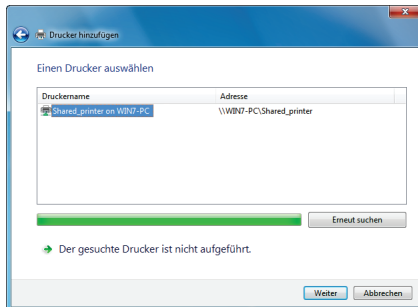 Drucker hinzufügen
Einen Drucker auswählen
Druckername Adresse
Shared_printer on WIN7-PC \\WIN7-PC\Shared_printer
Erneut suchen
Der gesuchte Drucker ist nicht aufgeführt.
Weiter Abbrechen